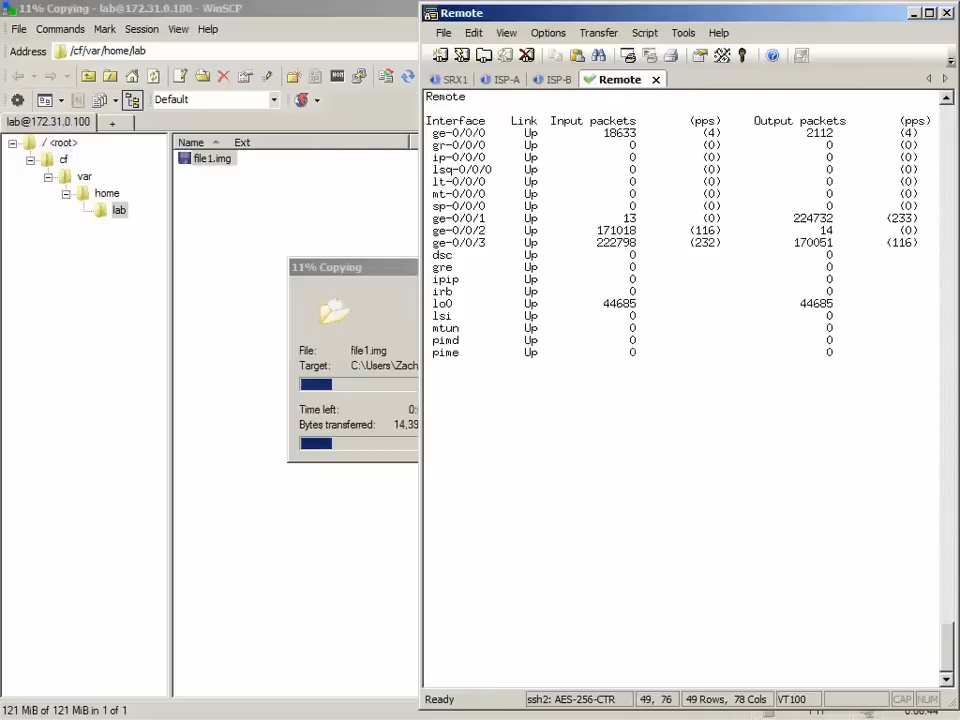 11% Copying - lab@172.31.0.100 - WinSCP
File Commands Mark Session View Help
Address /cf/var/home/lab
Default
lab@172.31.0.100 +
/ <root>
cf
var
home
lab
Name Ext
file1.img
11% Copying
File: file1.img
Target: C:\Users\Zach
Time left: 0:
Bytes transferred: 14,39
121 MiB of 121 MiB in 1 of 1
Remote
File Edit View Options Transfer Script Tools Help
SRX1 ISP-A ISP-B Remote
Remote
Interface Link Input packets (pps) Output packets (pps)
ge-0/0/0 Up 18633 (4) 2112 (4)
gr-0/0/0 Up 0 (0) 0 (0)
ip-0/0/0 Up 0 (0) 0 (0)
lsq-0/0/0 Up 0 (0) 0 (0)
lt-0/0/0 Up 0 (0) 0 (0)
mt-0/0/0 Up 0 (0) 0 (0)
sp-0/0/0 Up 0 (0) 0 (0)
ge-0/0/1 Up 13 (0) 224732 (233)
ge-0/0/2 Up 171018 (116) 14 (0)
ge-0/0/3 Up 222798 (232) 170051 (116)
dsc Up 0 0
gre Up 0 0
ipip Up 0 0
irb Up 0 0
lo0 Up 44685 44685
lsi Up 0 0
mtun Up 0 0
pimd Up 0 0
pime Up 0 0
Ready ssh2: AES-256-CTR 49, 76 49 Rows, 78 Cols VT100 CAP NUM